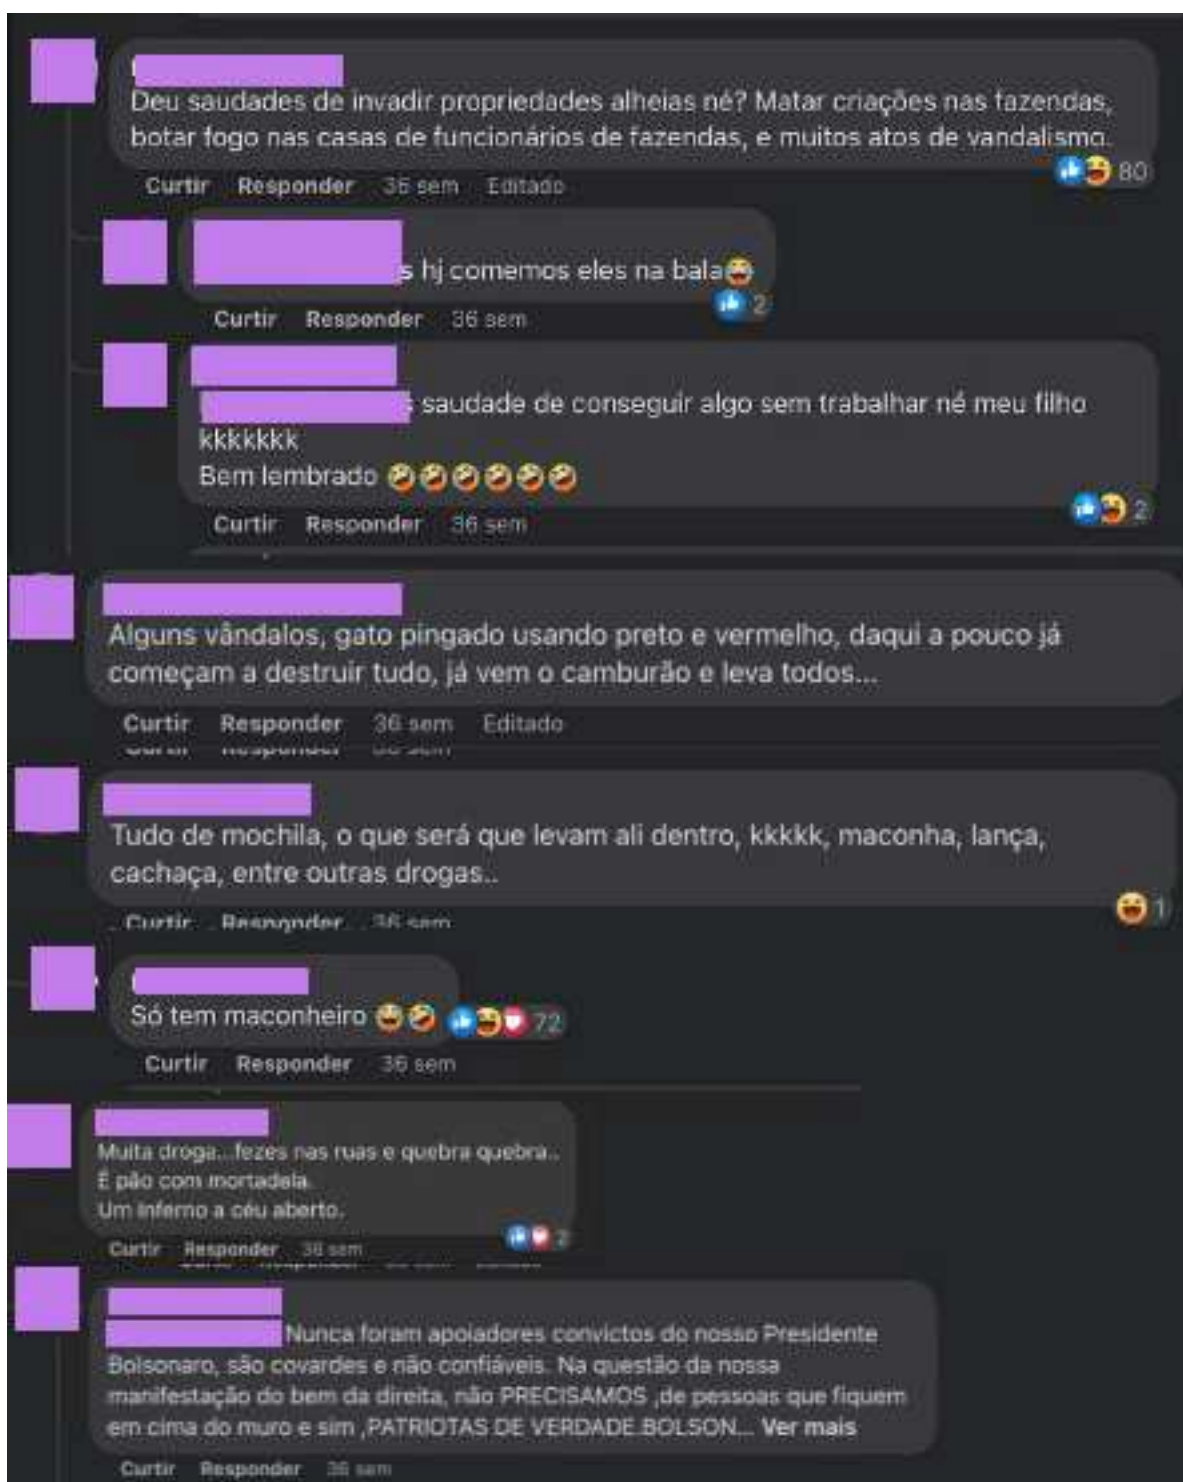 Deu saudades de invadir propriedades alheias né? Matar criações nas fazendas,
botar fogo nas casas de funcionários de fazendas, e muitos atos de vandalismo.
80
Curtir Responder 36 sem Editado
s hj comemos eles na bala😂
2
Curtir Responder 36 sem
saudade de conseguir algo sem trabalhar né meu filho
kkkkkkk
Bem lembrado 🤣🤣🤣🤣🤣🤣
2
Curtir Responder 36 sem
Alguns vândalos, gato pingado usando preto e vermelho, daqui a pouco já
começam a destruir tudo, já vem o camburão e leva todos...
Curtir Responder 36 sem Editado
Curtir Responder 36 sem
Tudo de mochila, o que será que levam ali dentro, kkkkk, maconha, lança,
cachaça, entre outras drogas..
1
Curtir Responder 36 sem
Só tem maconheiro 😂🤣 72
Curtir Responder 36 sem
Muita droga...fezes nas ruas e quebra quebra..
É pão com mortadela.
Um inferno a céu aberto.
2
Curtir Responder 36 sem
Nunca foram apoiadores convictos do nosso Presidente
Bolsonaro, são covardes e não confiáveis. Na questão da nossa
manifestação do bem da direita, não PRECISAMOS ,de pessoas que fiquem
em cima do muro e sim ,PATRIOTAS DE VERDADE.BOLSON... Ver mais
Curtir Responder 36 sem